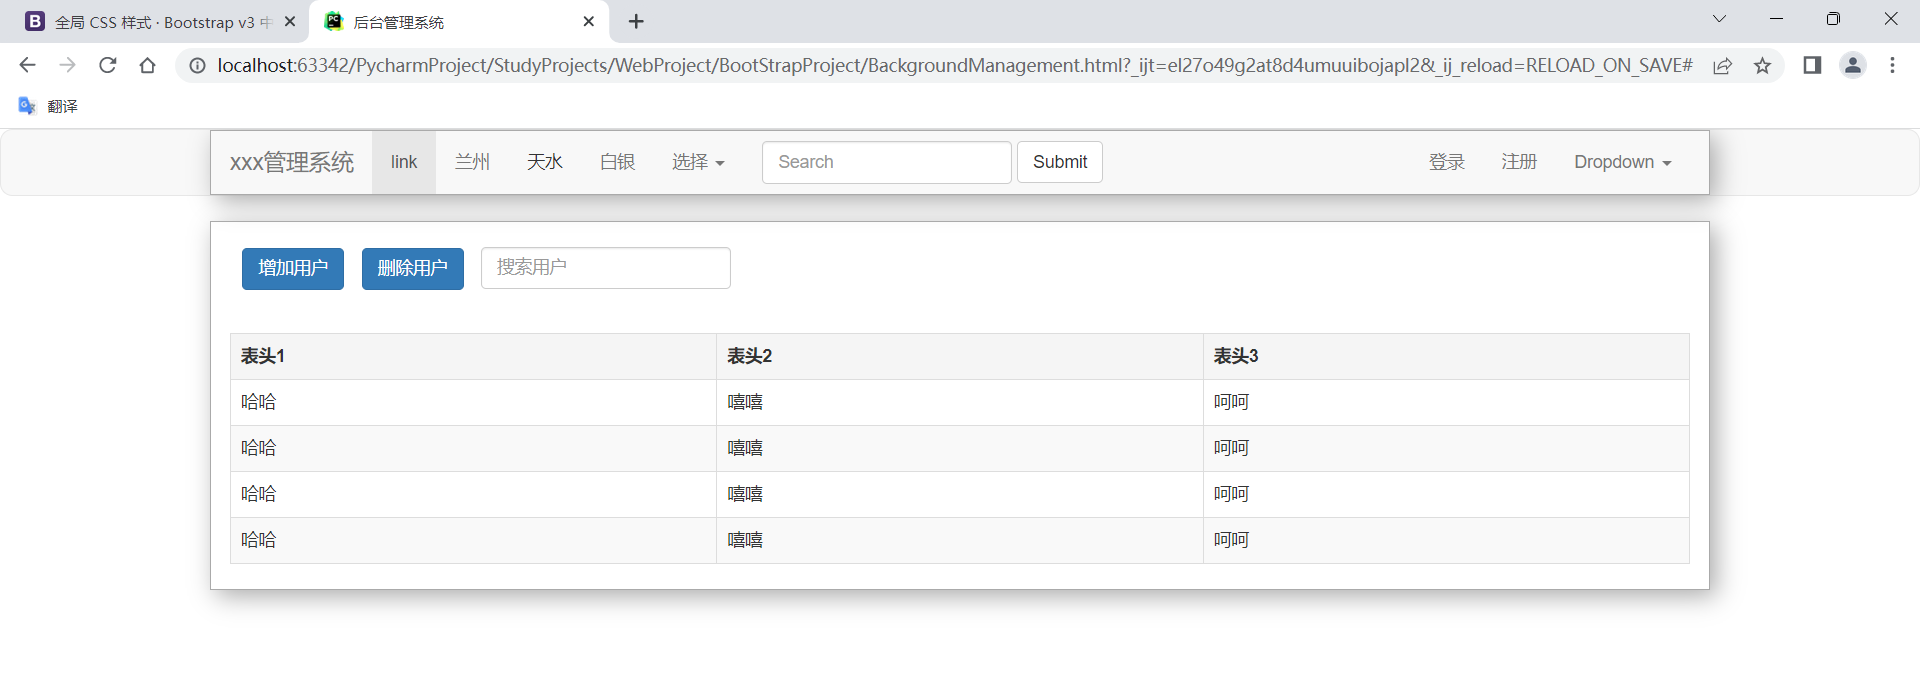 全局 CSS 样式 · Bootstrap v3 中
后台管理系统
localhost:63342/PycharmProject/StudyProjects/WebProject/BootStrapProject/BackgroundManagement.html?_ijt=el27o49g2at8d4umuuibojapl2&_ij_reload=RELOAD_ON_SAVE#
翻译
xxx管理系统 link 兰州 天水 白银 选择 Search Submit 登录 注册 Dropdown
增加用户 删除用户 搜索用户
表头1 表头2 表头3
哈哈 嘻嘻 呵呵
哈哈 嘻嘻 呵呵
哈哈 嘻嘻 呵呵
哈哈 嘻嘻 呵呵